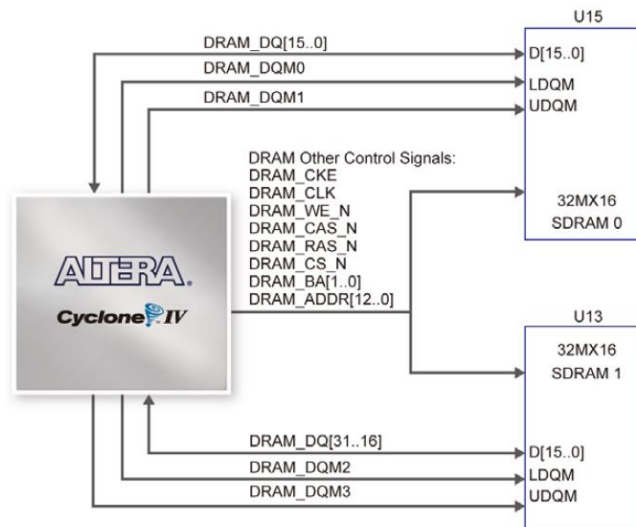 U15
DRAM_DQ[15..0]
D[15..0]
DRAM_DQM0
LDQM
DRAM_DQM1
UDQM
DRAM Other Control Signals:
DRAM_CKE
DRAM_CLK
DRAM_WE_N
DRAM_CAS_N
DRAM_RAS_N
DRAM_CS_N
DRAM_BA[1..0]
DRAM_ADDR[12..0]
32MX16
SDRAM 0
ALTERA®
Cyclone™ IV
U13
32MX16
SDRAM 1
DRAM_DQ[31..16]
D[15..0]
DRAM_DQM2
LDQM
DRAM_DQM3
UDQM